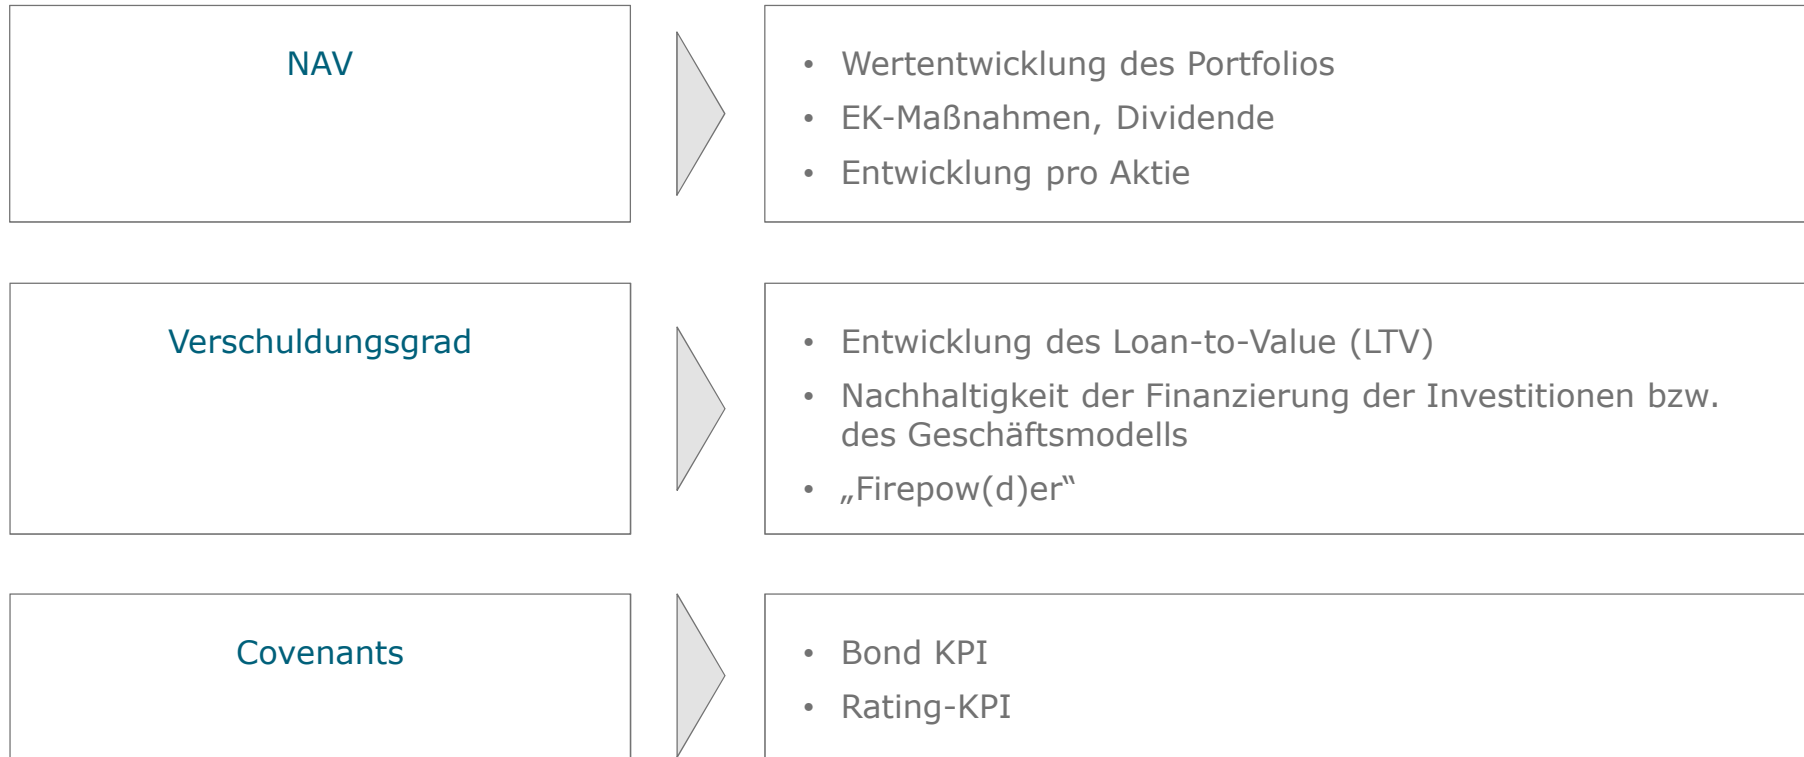 NAV
• Wertentwicklung des Portfolios
• EK-Maßnahmen, Dividende
• Entwicklung pro Aktie
Verschuldungsgrad
• Entwicklung des Loan-to-Value (LTV)
• Nachhaltigkeit der Finanzierung der Investitionen bzw.
des Geschäftsmodells
• „Firepow(d)er“
Covenants
• Bond KPI
• Rating-KPI